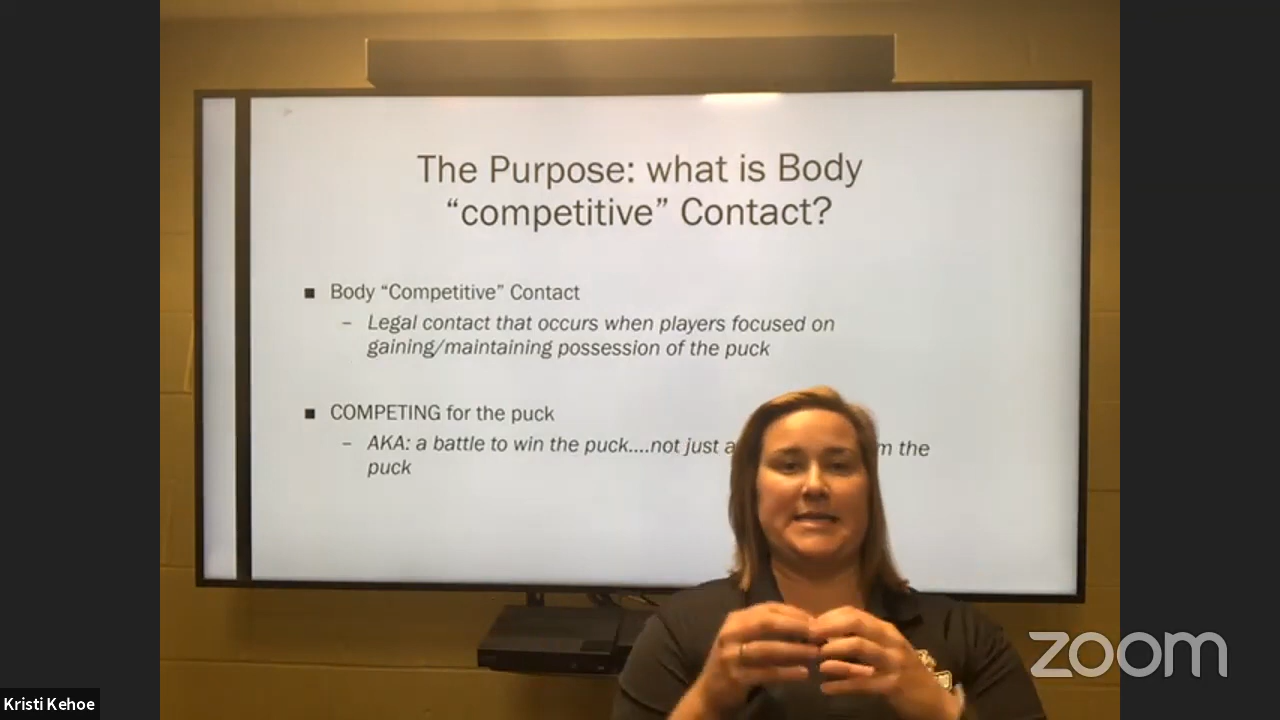 The Purpose: what is Body
“competitive” Contact?
■ Body “Competitive” Contact
– Legal contact that occurs when players focused on
gaining/maintaining possession of the puck
■ COMPETING for the puck
– AKA: a battle to win the puck....not just a m the
puck
zoom
Kristi Kehoe